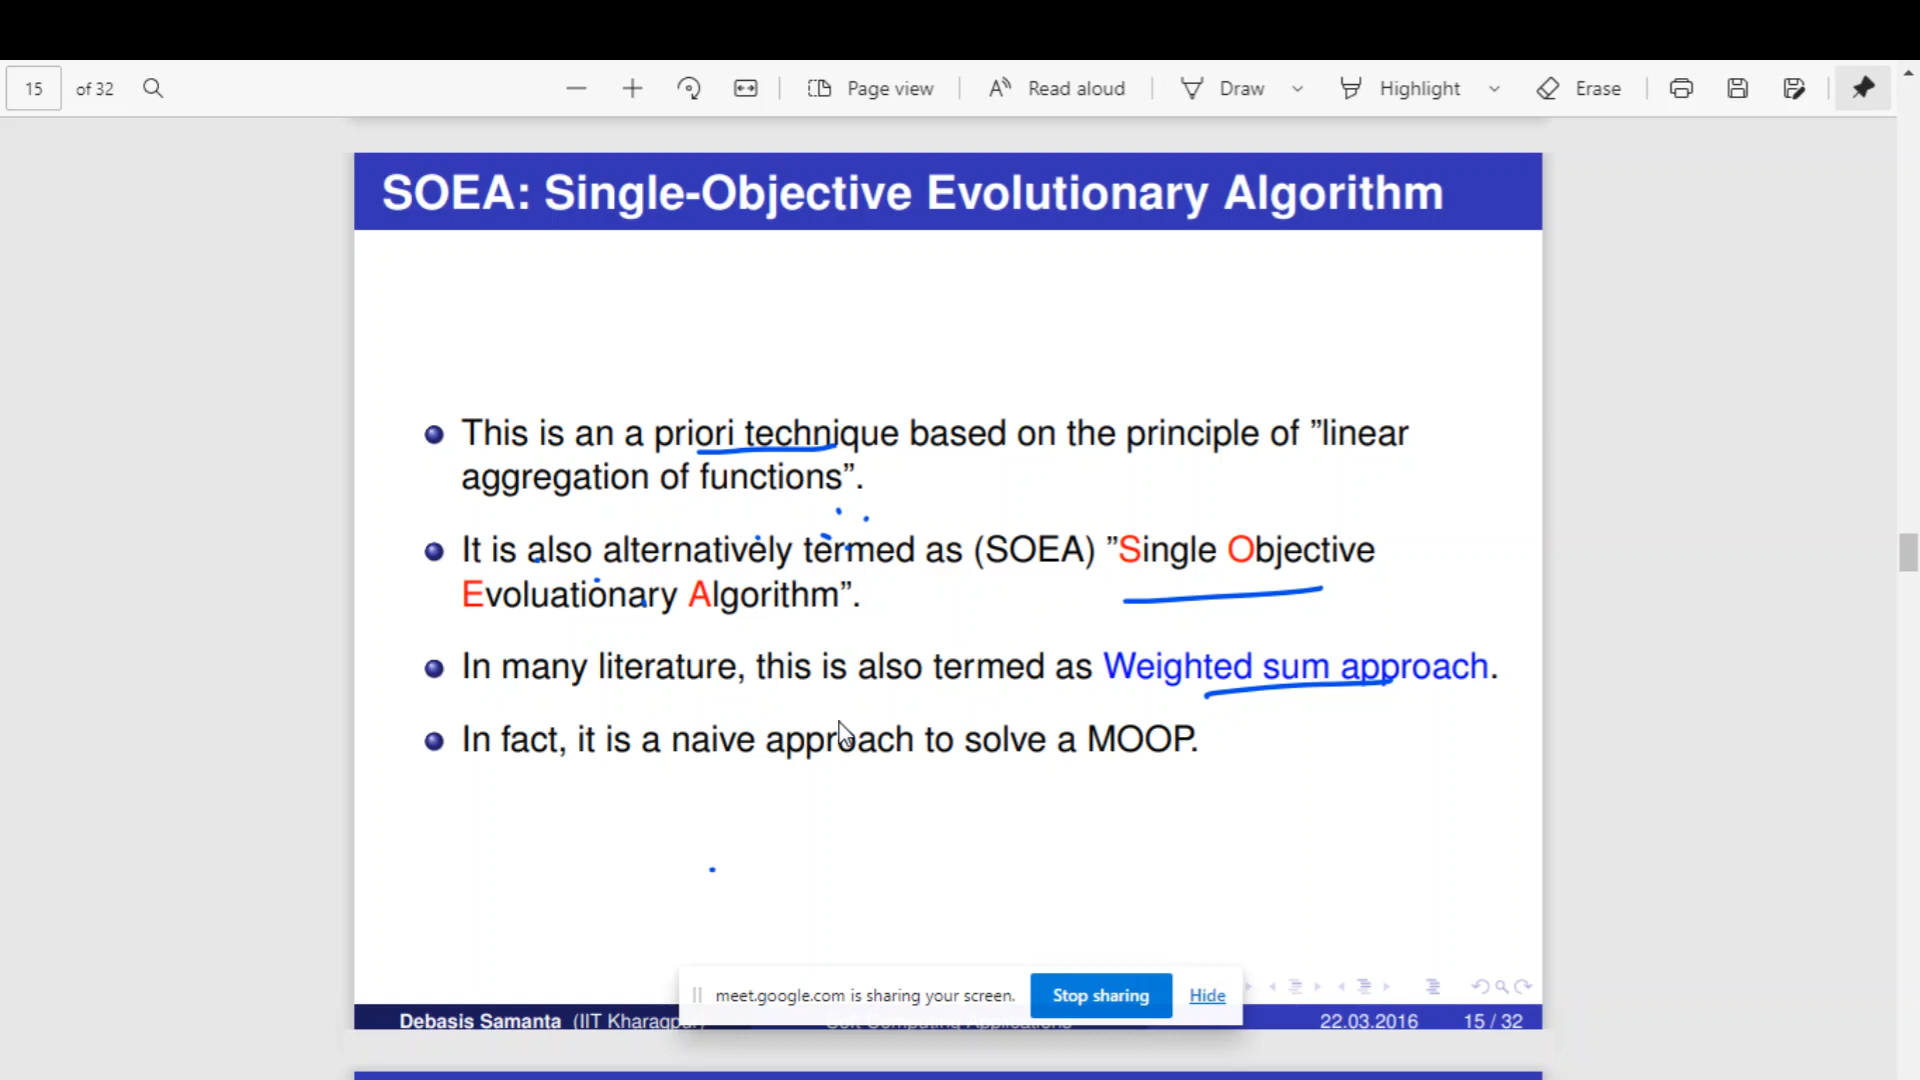 15 of 32 Page view Read aloud Draw Highlight Erase
SOEA: Single-Objective Evolutionary Algorithm
This is an a priori technique based on the principle of ”linear
aggregation of functions”.
It is also alternatively termed as (SOEA) ”Single Objective
Evoluationary Algorithm”.
In many literature, this is also termed as Weighted sum approach.
In fact, it is a naive approach to solve a MOOP.
meet.google.com is sharing your screen. Stop sharing Hide
Debasis Samanta (IIT Kharagpur) Soft Computing Applications 22.03.2016 15 / 32